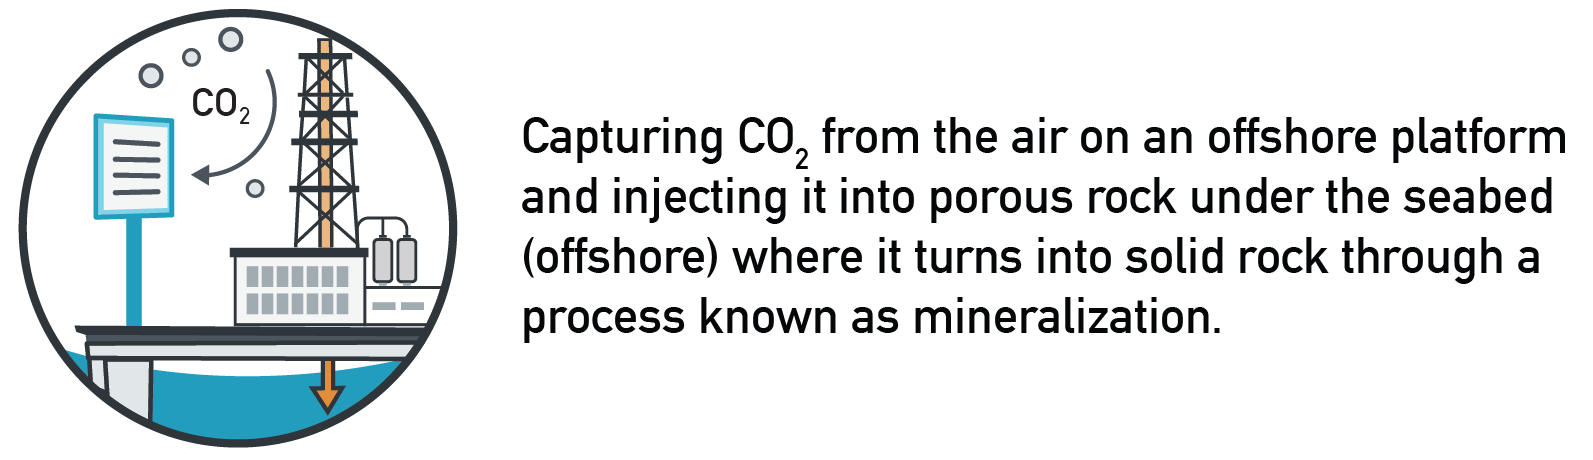 CO₂
Capturing CO₂ from the air on an offshore platform
and injecting it into porous rock under the seabed
(offshore) where it turns into solid rock through a
process known as mineralization.